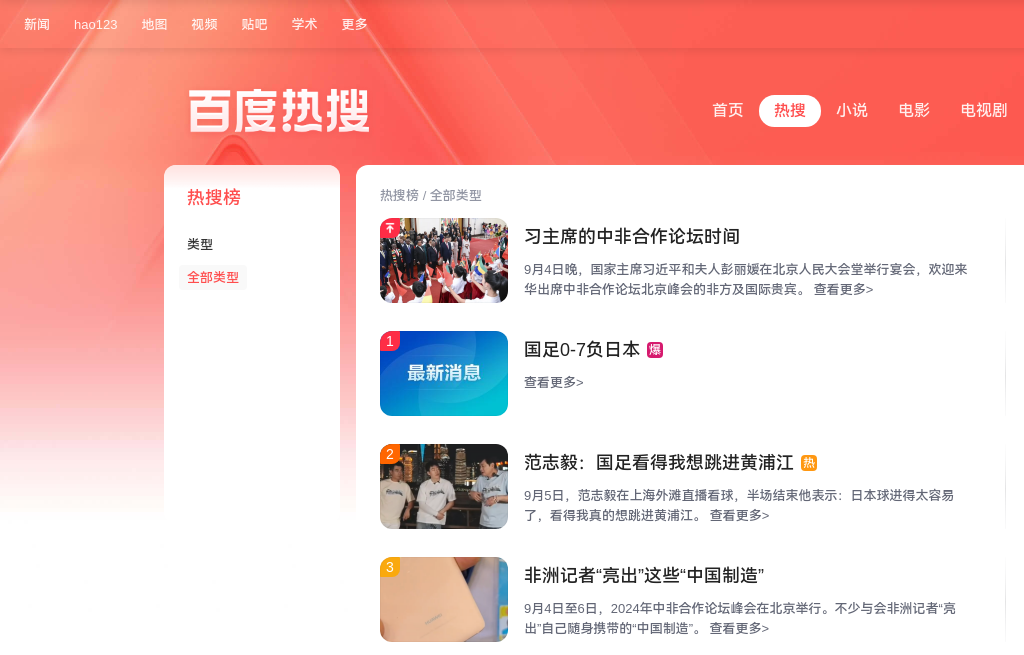 新闻 hao123 地图 视频 贴吧 学术 更多
百度热搜
首页 热搜 小说 电影 电视剧
热搜榜
类型
全部类型
热搜榜 / 全部类型
习主席的中非合作论坛时间
9月4日晚，国家主席习近平和夫人彭丽媛在北京人民大会堂举行宴会，欢迎来
华出席中非合作论坛北京峰会的非方及国际贵宾。 查看更多>
1
最新消息
国足0-7负日本 爆
查看更多>
2
范志毅：国足看得我想跳进黄浦江 热
9月5日，范志毅在上海外滩直播看球，半场结束他表示：日本球进得太容易
了，看得我真的想跳进黄浦江。 查看更多>
3
非洲记者“亮出”这些“中国制造”
9月4日至6日，2024年中非合作论坛峰会在北京举行。不少与会非洲记者“亮
出”自己随身携带的“中国制造”。 查看更多>